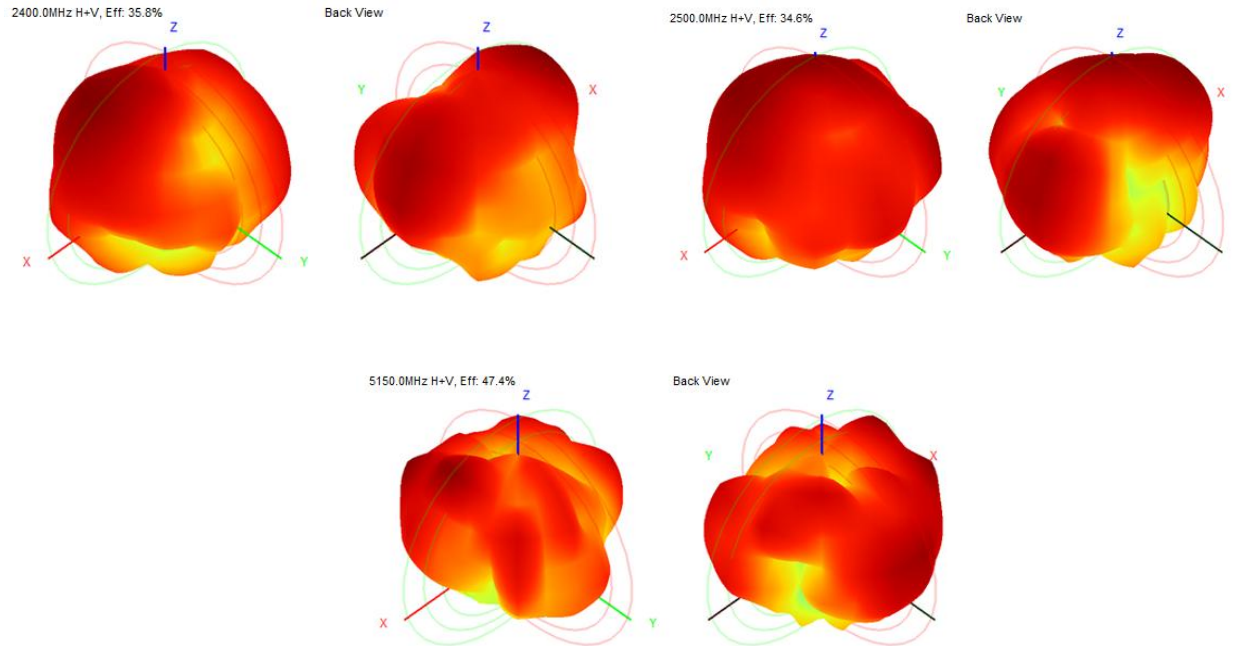 2400.0MHz H+V, Eff: 35.8%
Back View
2500.0MHz H+V, Eff: 34.6%
Back View
Z
Z
Z
Z
Y
X
Y
X
X
Y
X
Y
5150.0MHz H+V, Eff: 47.4%
Back View
Z
Z
Y
X
X
Y